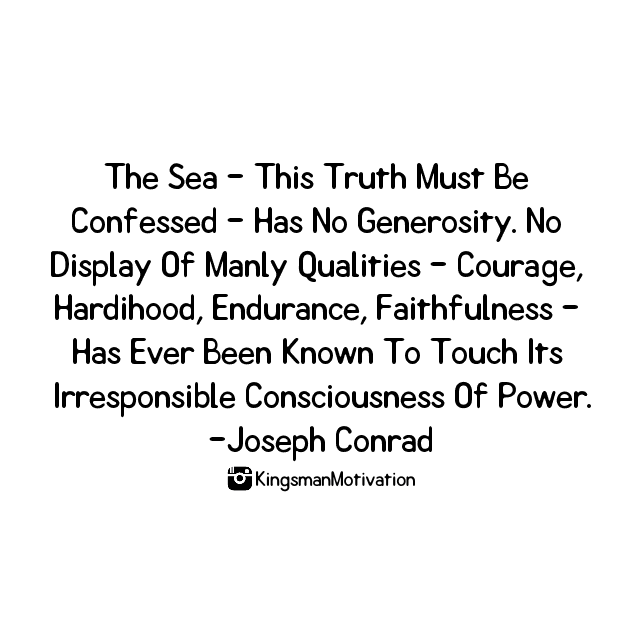 The Sea - This Truth Must Be
Confessed - Has No Generosity. No
Display Of Manly Qualities - Courage,
Hardihood, Endurance, Faithfulness -
Has Ever Been Known To Touch Its
Irresponsible Consciousness Of Power.
-Joseph Conrad
KingsmanMotivation